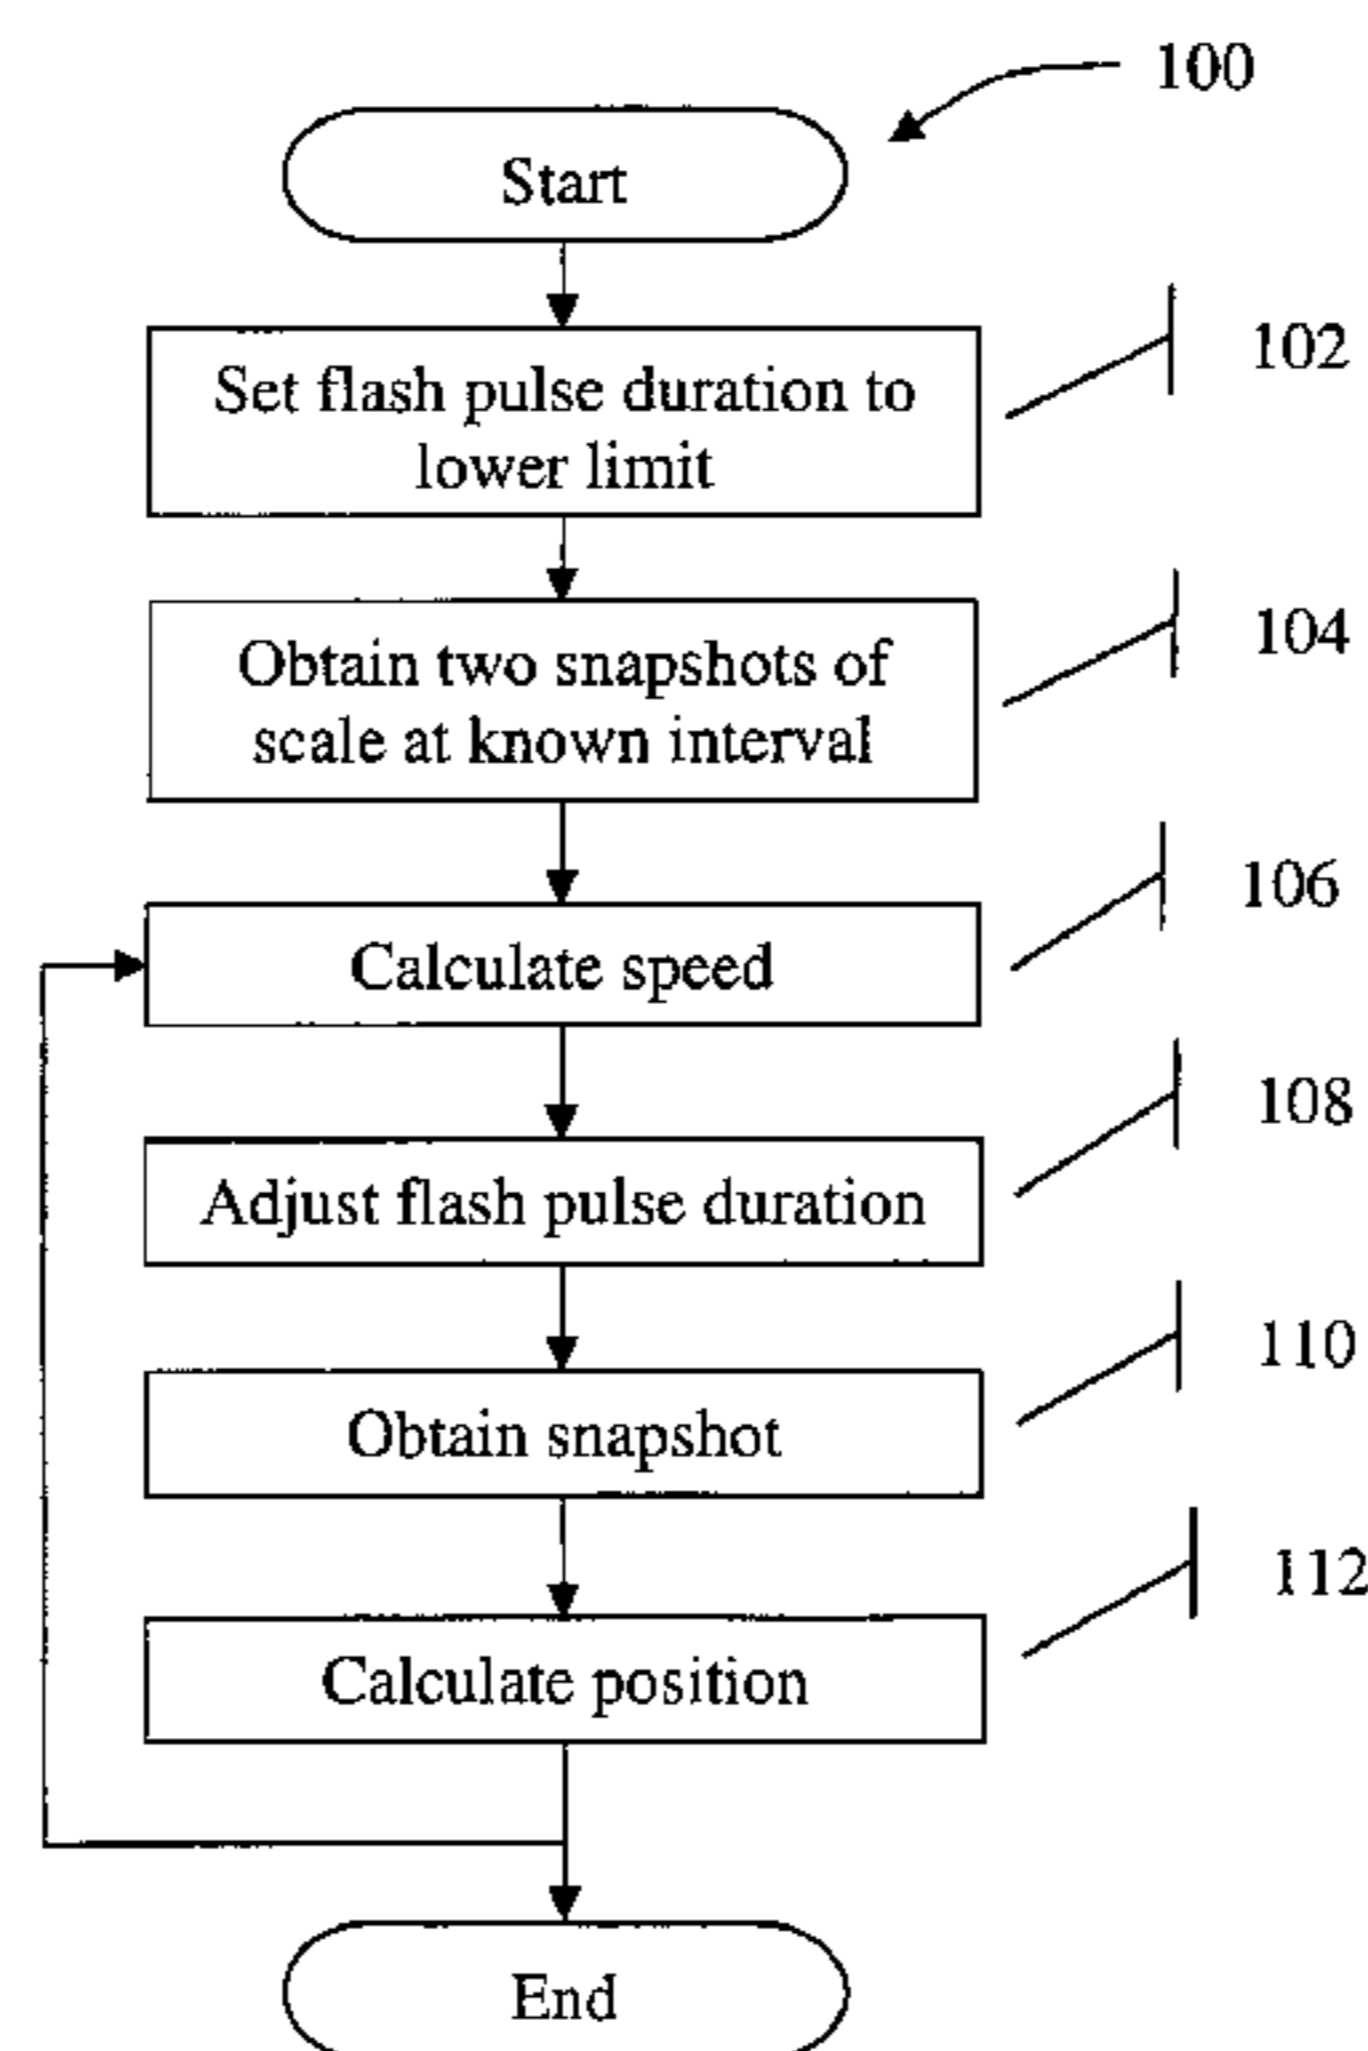 100
Start
Set flash pulse duration to
lower limit
102
Obtain two snapshots of
scale at known interval
104
Calculate speed
106
Adjust flash pulse duration
108
Obtain snapshot
110
Calculate position
112
End